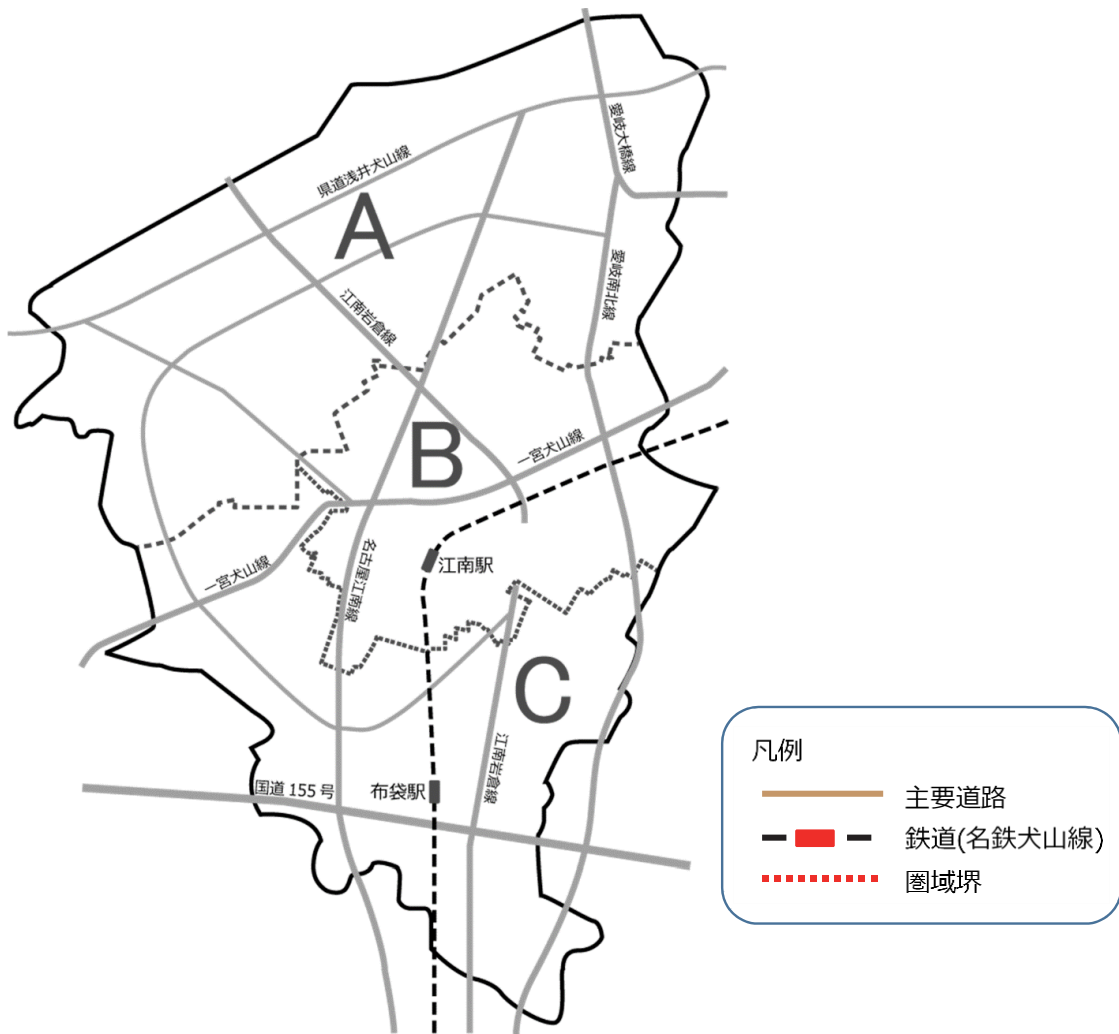 愛岐大橋線
県道浅井犬山線
A
愛岐南北線
江南岩倉線
B
一宮犬山線
名古屋江南線
江南駅
一宮犬山線
C
江南岩倉線
国道 155 号
布袋駅
凡例
主要道路
鉄道(名鉄犬山線)
圏域堺